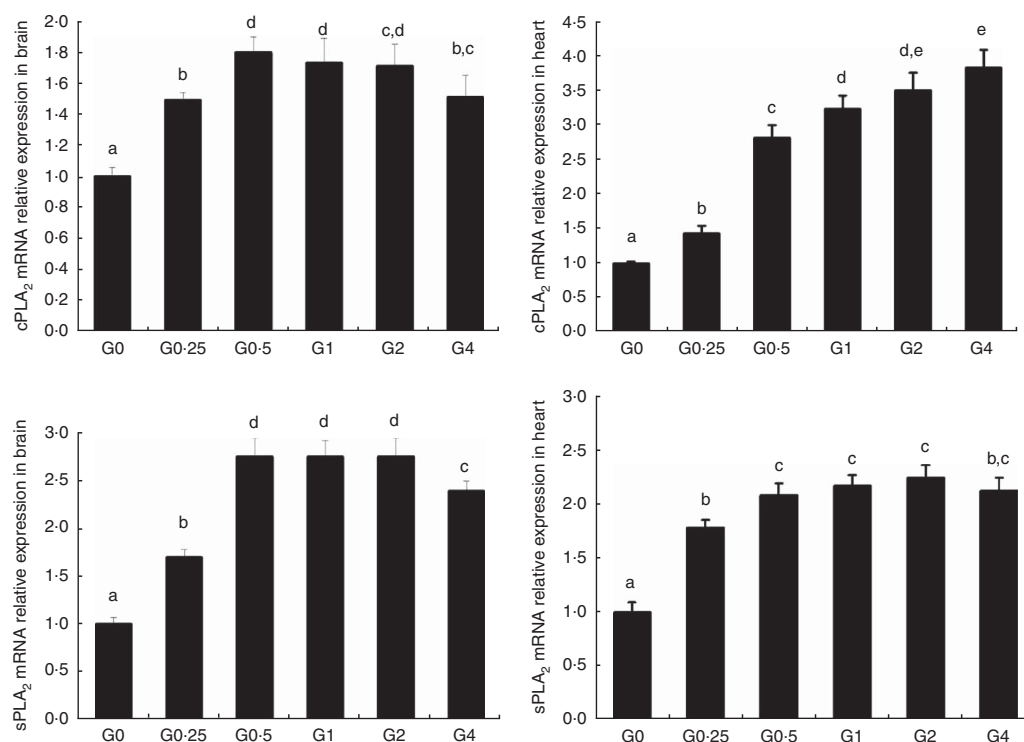 cPLA2 mRNA relative expression in brain
2·0
1·8
1·6
1·4
1·2
1·0
0·8
0·6
0·4
0·2
0·0
a
b
d
d
c,d
b,c
G0 G0·25 G0·5 G1 G2 G4
cPLA2 mRNA relative expression in heart
4·5
4·0
3·5
3·0
2·5
2·0
1·5
1·0
0·5
0·0
a
b
c
d
d,e
e
G0 G0·25 G0·5 G1 G2 G4
sPLA2 mRNA relative expression in brain
3·0
2·5
2·0
1·5
1·0
0·5
0·0
a
b
d
d
d
c
G0 G0·25 G0·5 G1 G2 G4
sPLA2 mRNA relative expression in heart
3·0
2·5
2·0
1·5
1·0
0·5
0·0
a
b
c
c
c
b,c
G0 G0·25 G0·5 G1 G2 G4